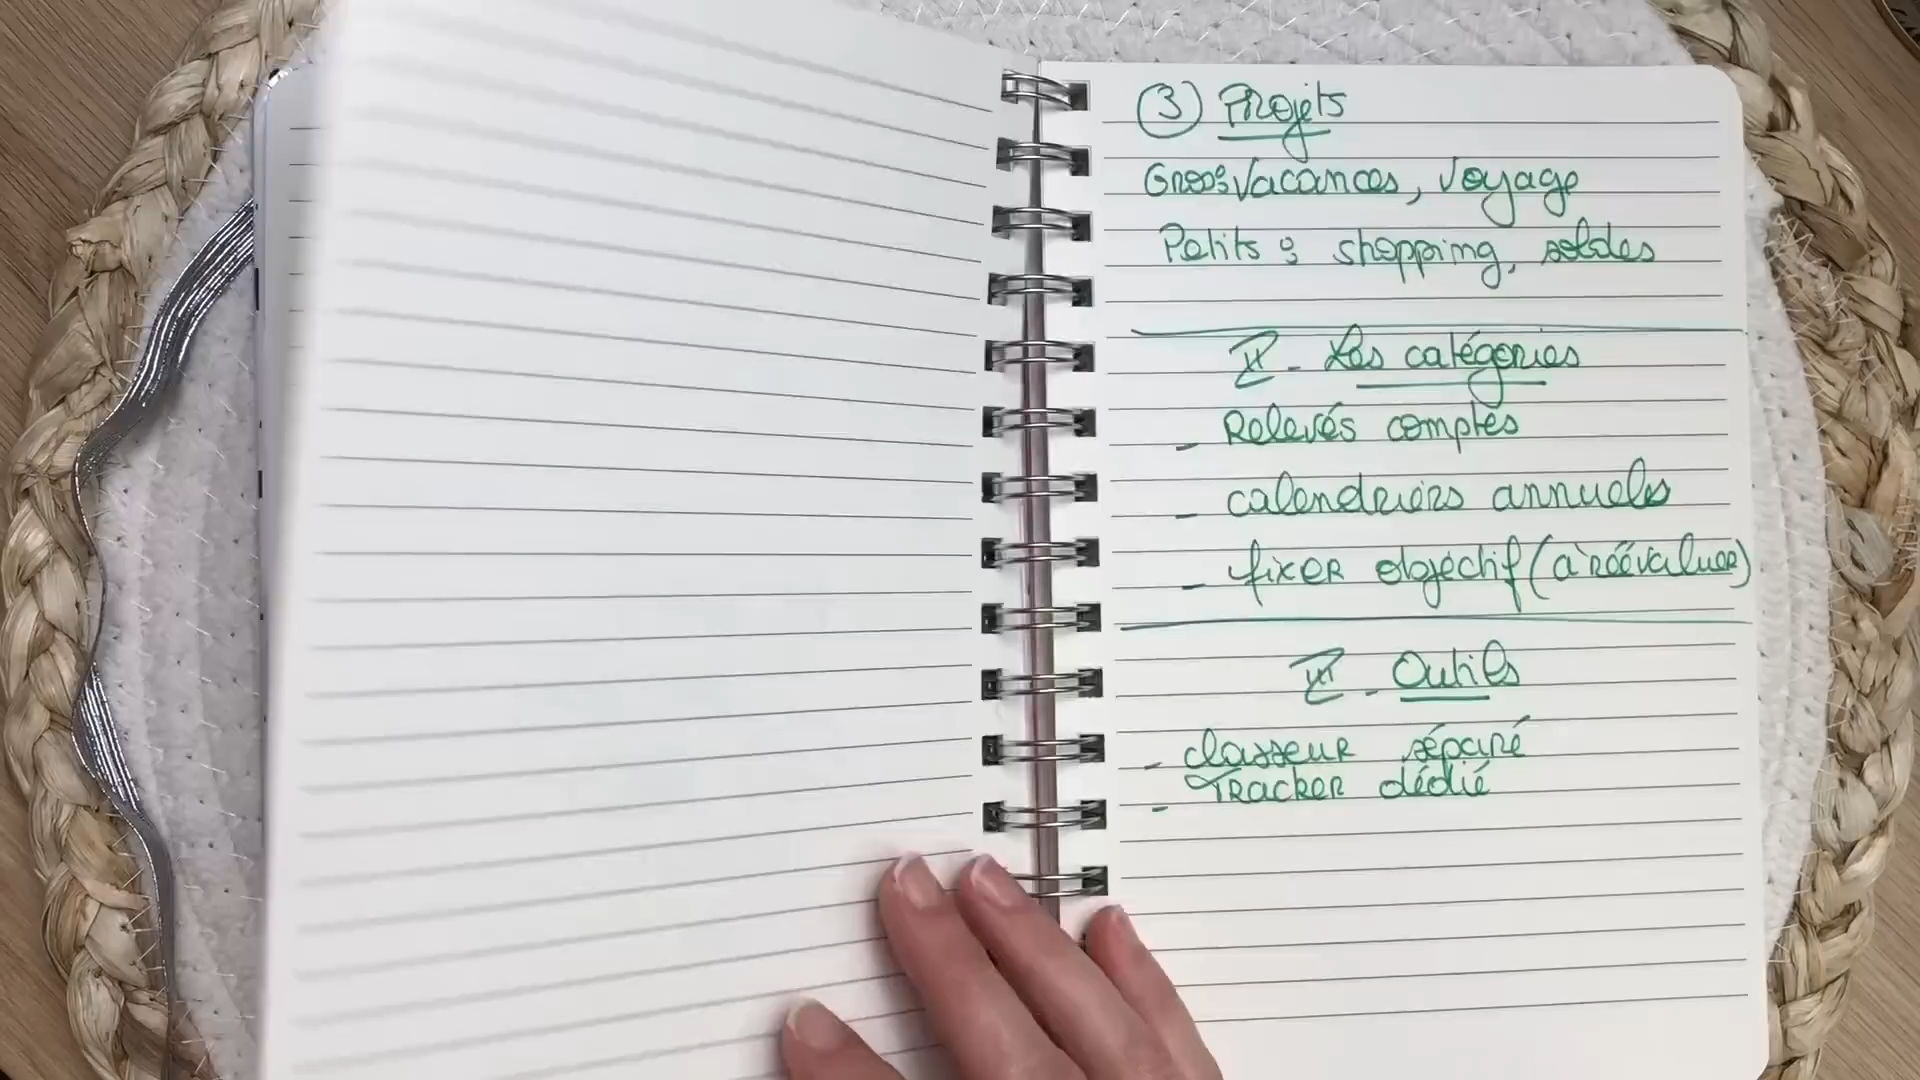 ③ Projets
Gros: Vacances, Voyage
Petits : shopping, soldes
II - Les catégories
- Relevés comptes
- calendriers annuels
- fixer objectif (à réévaluer)
III - Outils
- classeur séparé
- Tracker dédié